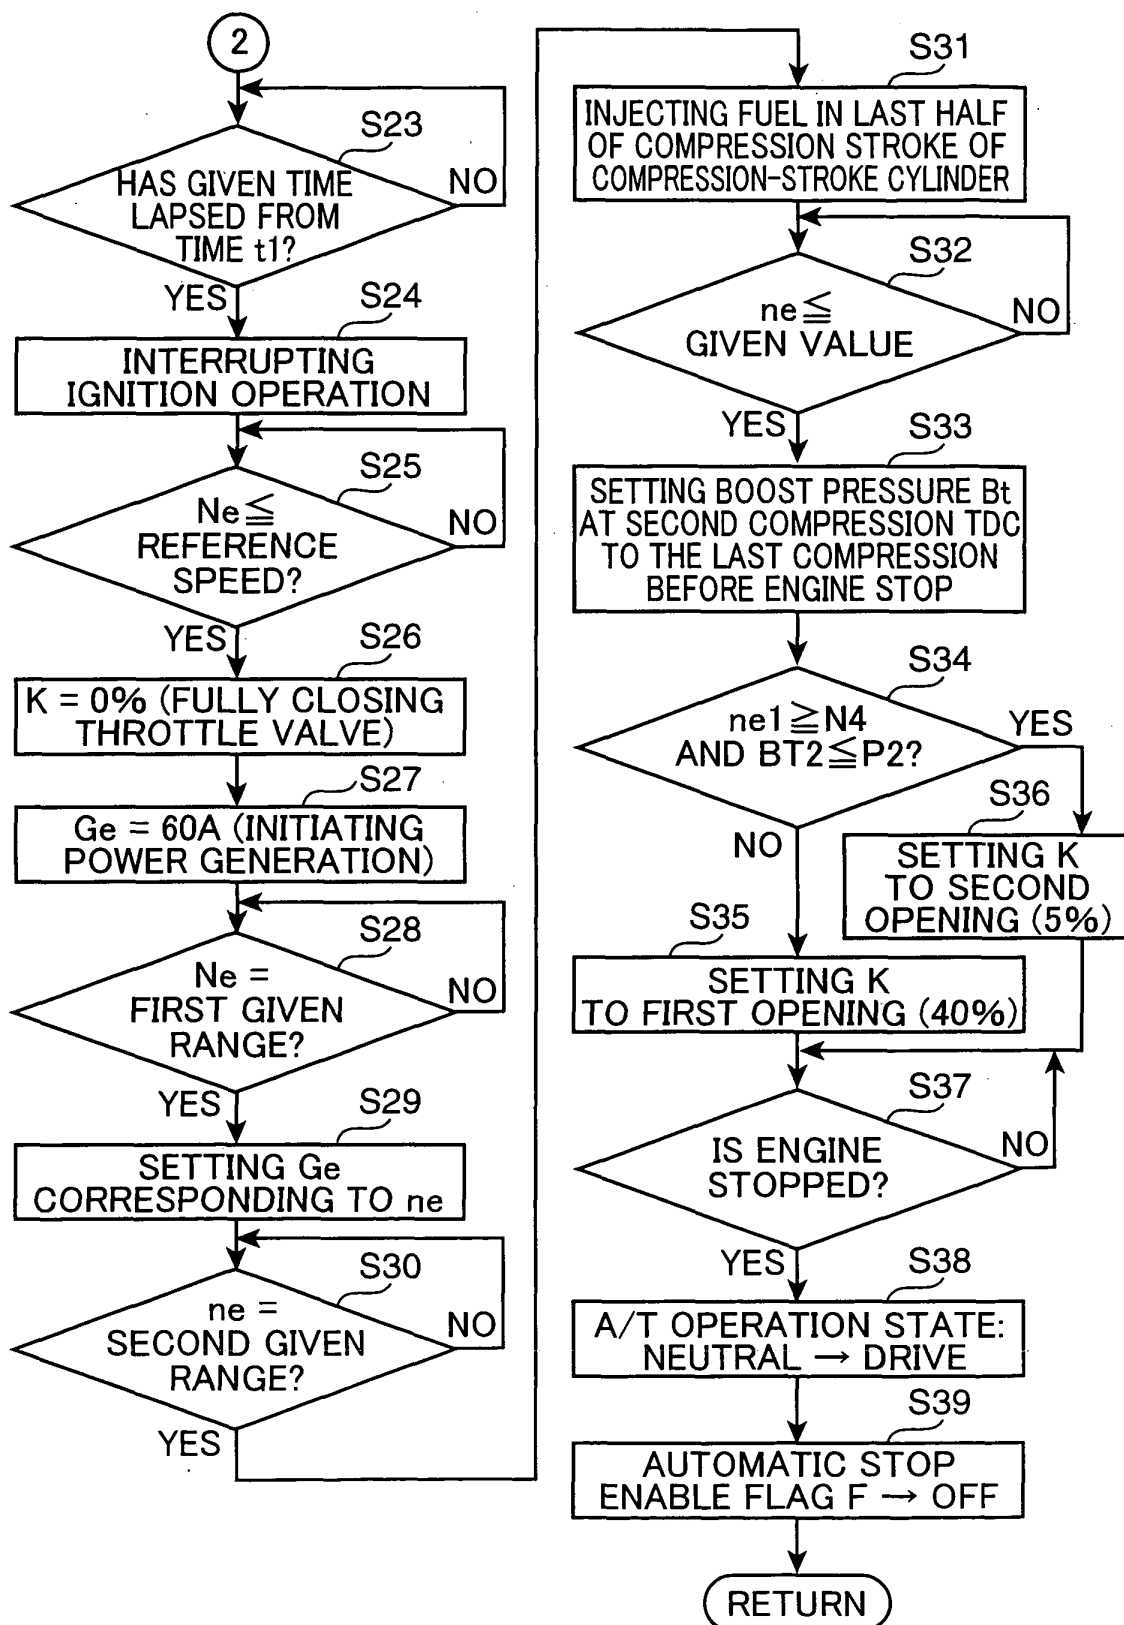 2
S23
HAS GIVEN TIME
LAPSED FROM
TIME t1?
NO
YES
S24
INTERRUPTING
IGNITION OPERATION
S25
Ne≦
REFERENCE
SPEED?
NO
YES
S26
K = 0% (FULLY CLOSING
THROTTLE VALVE)
S27
Ge = 60A (INITIATING
POWER GENERATION)
S28
Ne =
FIRST GIVEN
RANGE?
NO
YES
S29
SETTING Ge
CORRESPONDING TO ne
S30
ne =
SECOND GIVEN
RANGE?
NO
YES
S31
INJECTING FUEL IN LAST HALF
OF COMPRESSION STROKE OF
COMPRESSION-STROKE CYLINDER
S32
ne≦
GIVEN VALUE
NO
YES
S33
SETTING BOOST PRESSURE Bt
AT SECOND COMPRESSION TDC
TO THE LAST COMPRESSION
BEFORE ENGINE STOP
S34
ne1≧N4
AND BT2≦P2?
YES
NO
S36
SETTING K
TO SECOND
OPENING (5%)
S35
SETTING K
TO FIRST OPENING (40%)
S37
IS ENGINE
STOPPED?
NO
YES
S38
A/T OPERATION STATE:
NEUTRAL → DRIVE
S39
AUTOMATIC STOP
ENABLE FLAG F → OFF
RETURN